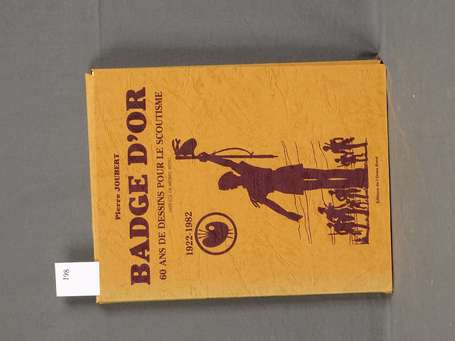 Pierre JOUBERT
BADGE D'OR
60 ANS DE DESSINS POUR LE SCOUTISME
1922-1982
198